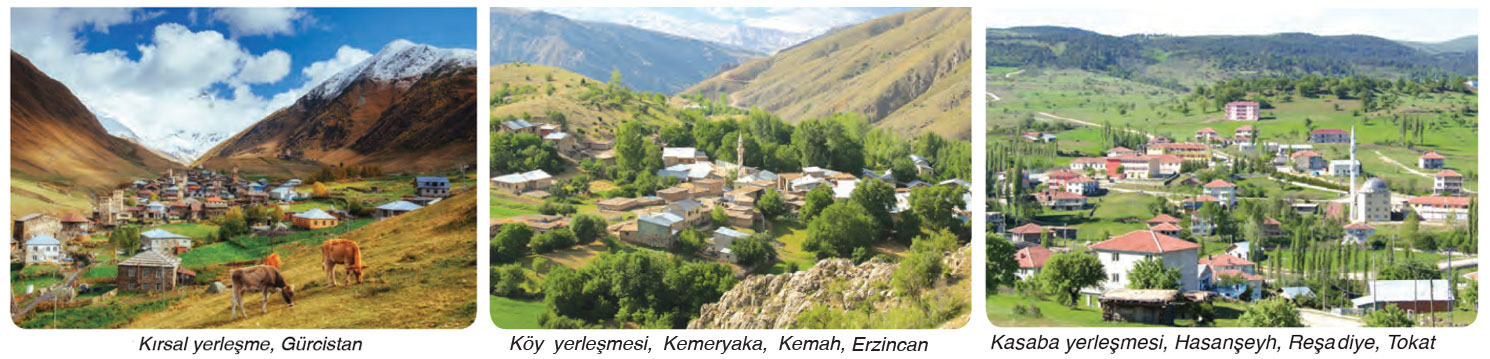 Kırsal yerleşme, Gürcistan
Köy yerleşmesi, Kemeryaka, Kemah, Erzincan
Kasaba yerleşmesi, Hasanşeyh, Reşadiye, Tokat